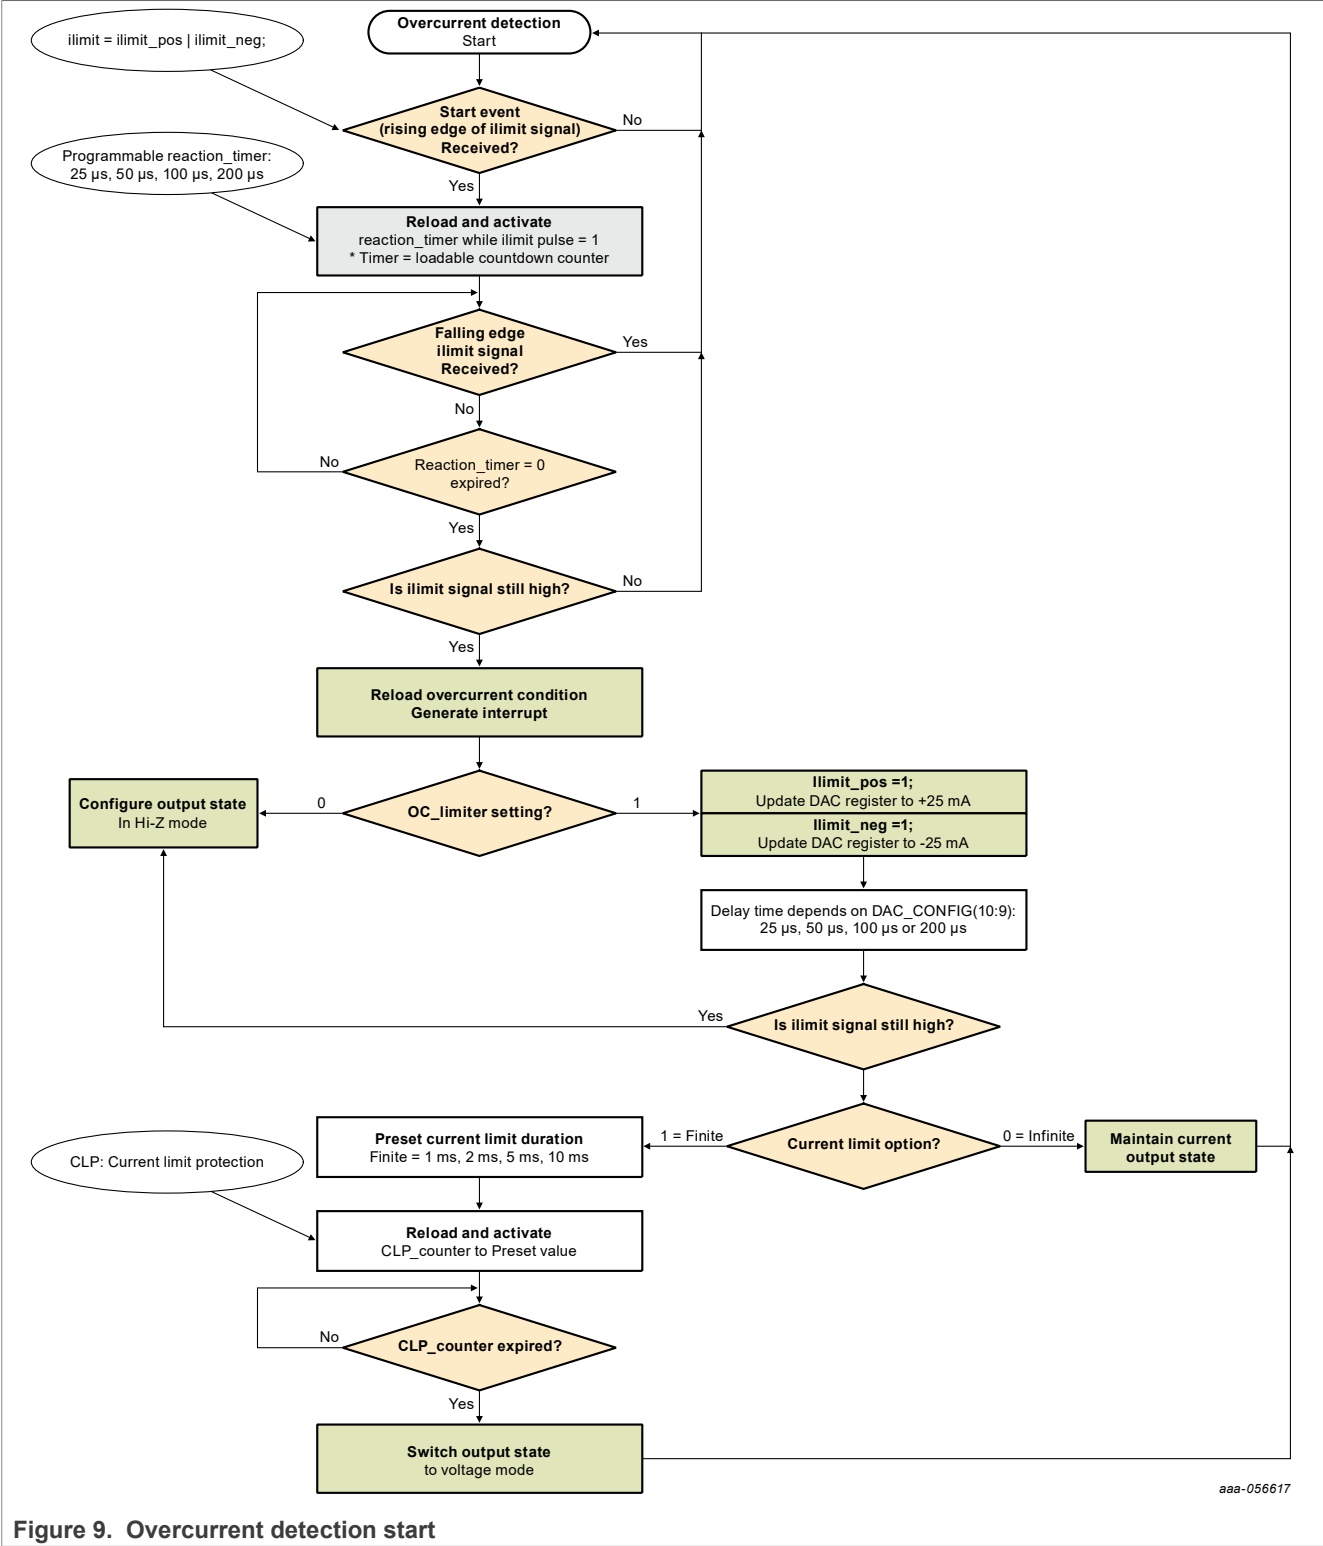 Overcurrent detection
Start
ilimit = ilimit_pos | ilimit_neg;
Start event
(rising edge of ilimit signal)
Received?
No
Yes
Programmable reaction_timer:
25 µs, 50 µs, 100 µs, 200 µs
Reload and activate
reaction_timer while ilimit pulse = 1
* Timer = loadable countdown counter
Falling edge
ilimit signal
Received?
Yes
No
Reaction_timer = 0
expired?
No
Yes
Is ilimit signal still high?
No
Yes
Reload overcurrent condition
Generate interrupt
OC_limiter setting?
0
1
Configure output state
In Hi-Z mode
Ilimit_pos =1;
Update DAC register to +25 mA
Ilimit_neg =1;
Update DAC register to -25 mA
Delay time depends on DAC_CONFIG(10:9):
25 µs, 50 µs, 100 µs or 200 µs
Is ilimit signal still high?
Yes
Current limit option?
1 = Finite
0 = Infinite
Maintain current
output state
Preset current limit duration
Finite = 1 ms, 2 ms, 5 ms, 10 ms
CLP: Current limit protection
Reload and activate
CLP_counter to Preset value
CLP_counter expired?
No
Yes
Switch output state
to voltage mode
aaa-056617
Figure 9. Overcurrent detection start